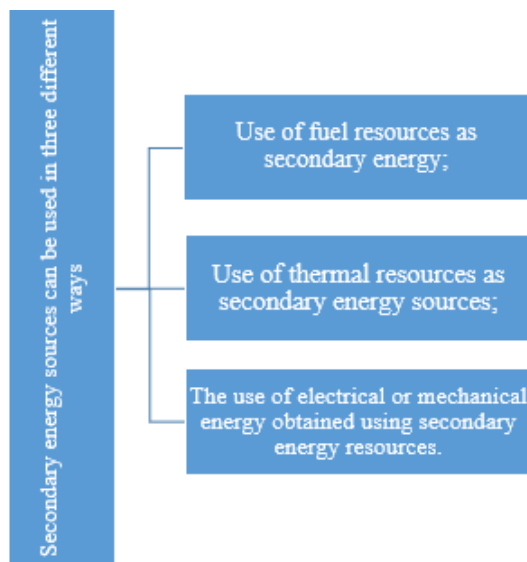 Secondary energy sources can be used in three different
ways
Use of fuel resources as
secondary energy;
Use of thermal resources as
secondary energy sources;
The use of electrical or mechanical
energy obtained using secondary
energy resources.